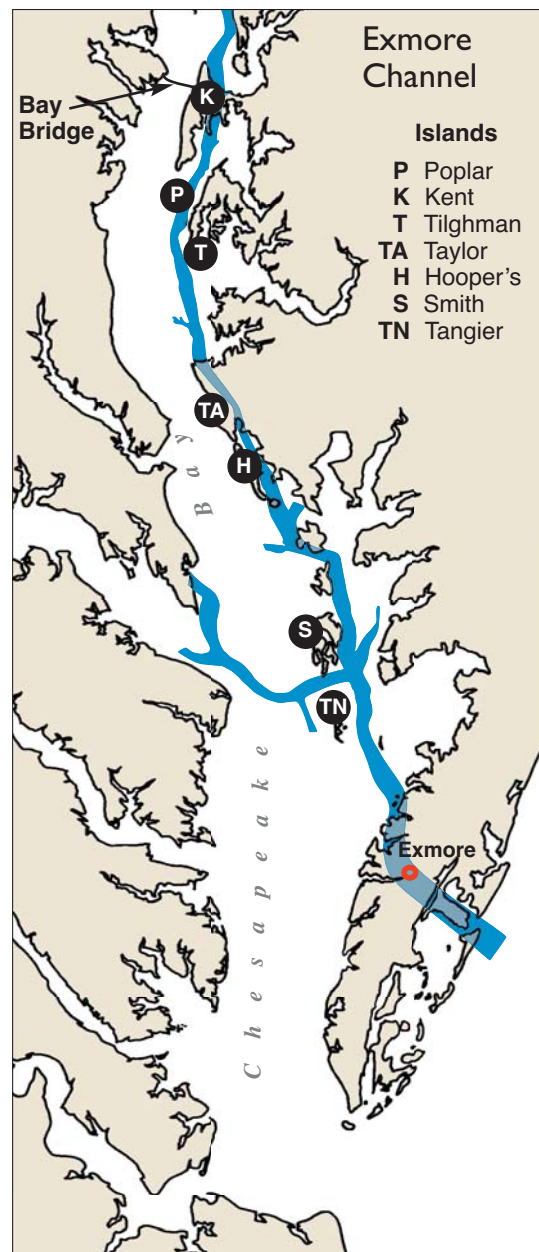 Exmore
Channel
Bay
Bridge
Islands
P Poplar
K Kent
T Tilghman
TA Taylor
H Hooper's
S Smith
TN Tangier
K
P
T
TA
H
S
TN
Exmore
Chesapeake Bay